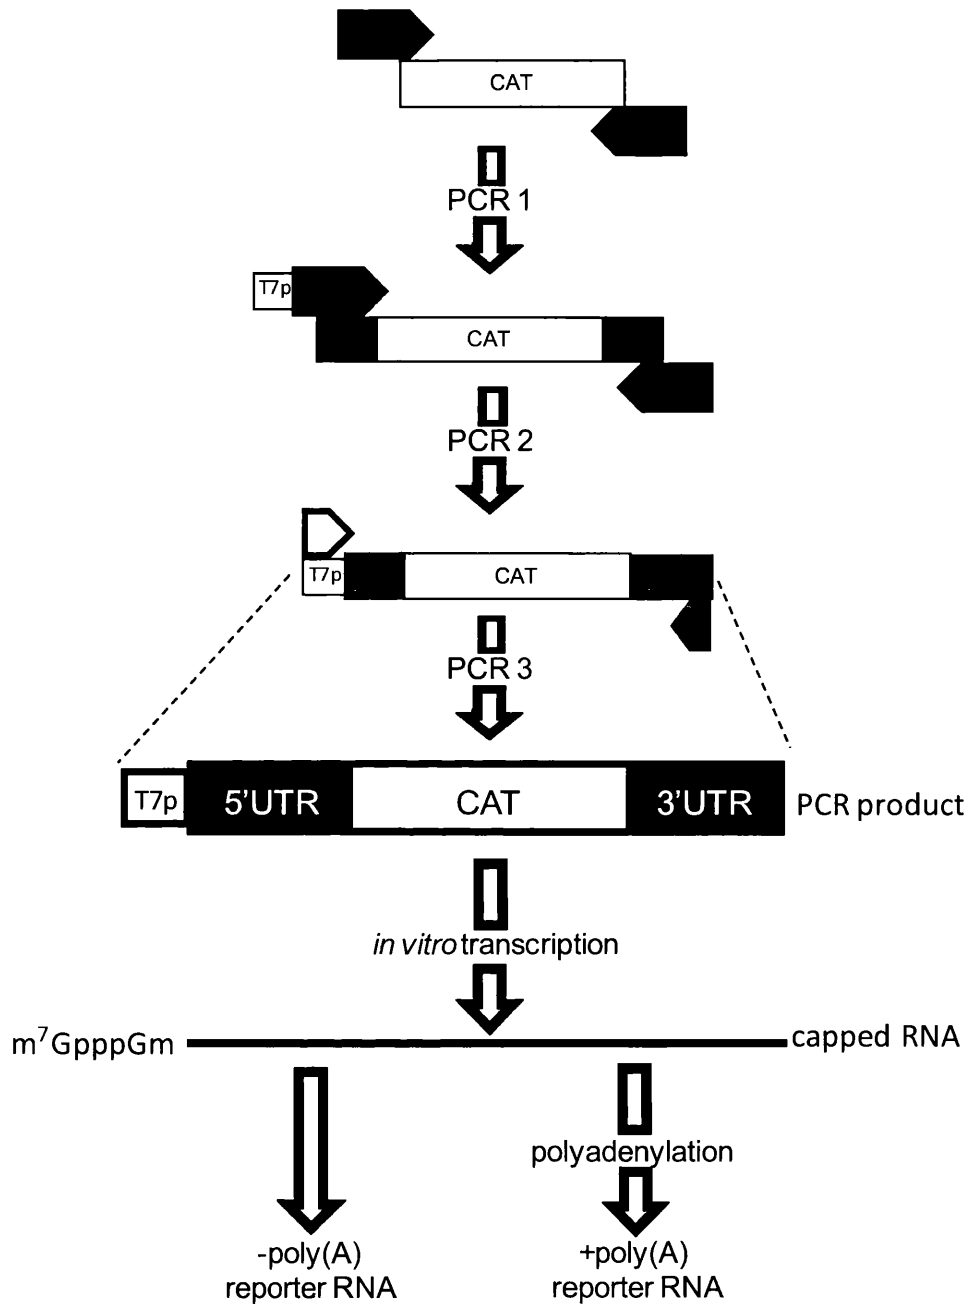 CAT
PCR 1
T7p
CAT
PCR 2
T7p
CAT
PCR 3
T7p
5'UTR
CAT
3'UTR
PCR product
in vitro transcription
m⁷GpppGm
capped RNA
polyadenylation
-poly(A)
reporter RNA
+poly(A)
reporter RNA